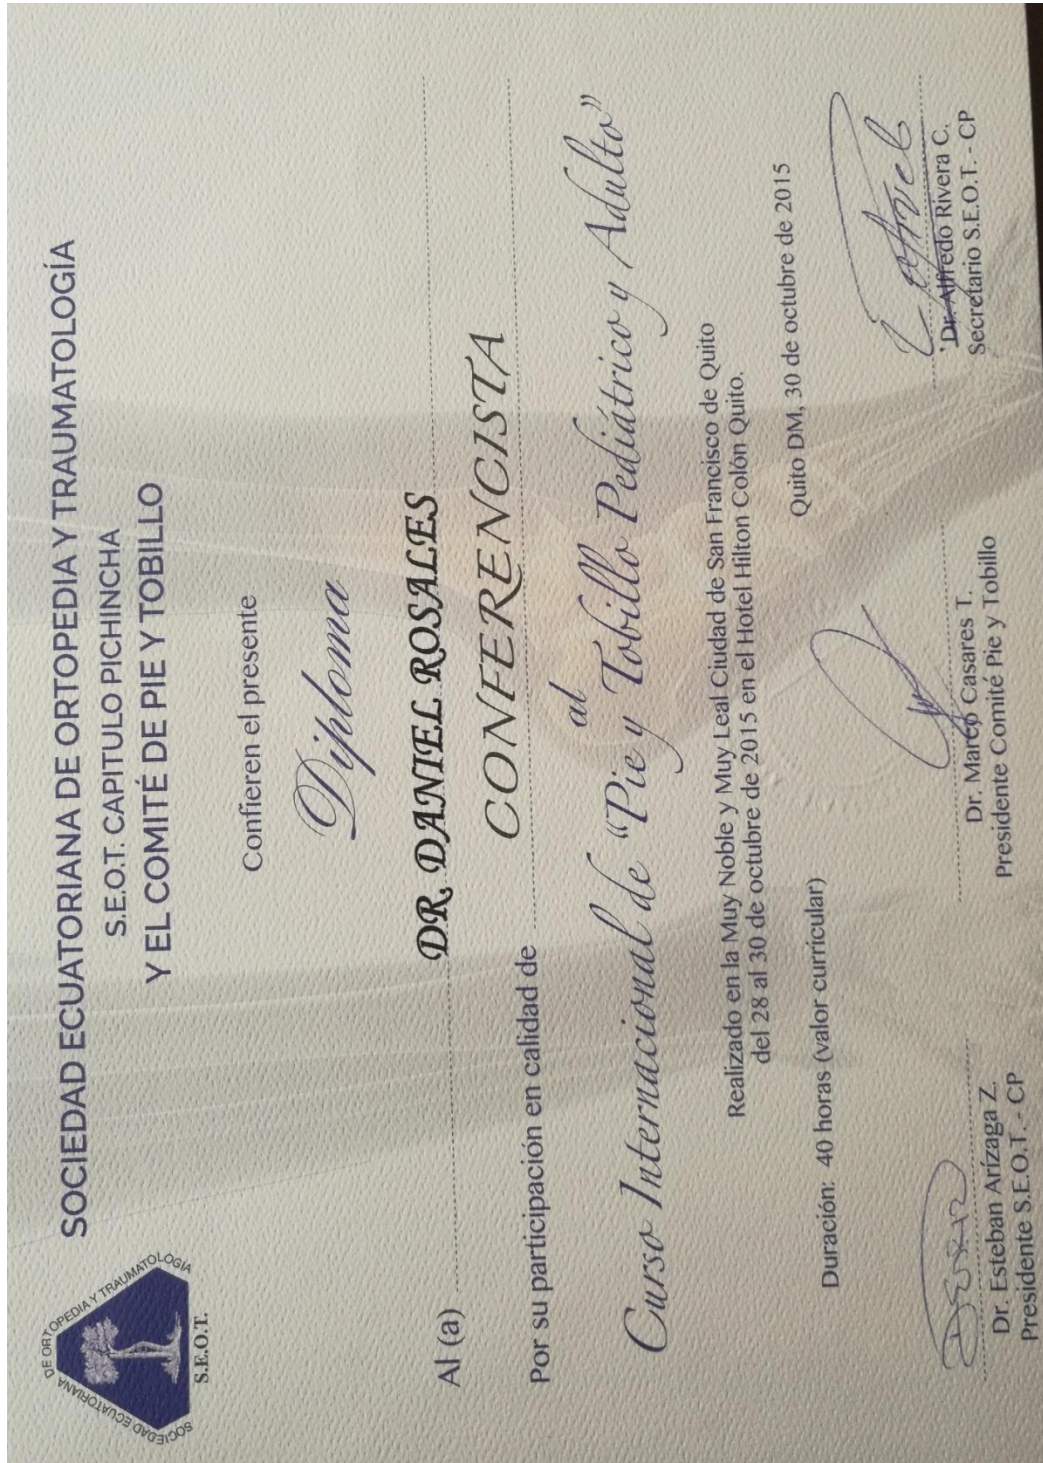 SOCIEDAD ECUATORIANA DE ORTOPEDIA Y TRAUMATOLOGIA
S.E.O.T.
SOCIEDAD ECUATORIANA DE ORTOPEDIA Y TRAUMATOLOGÍA
S.E.O.T. CAPITULO PICHINCHA
Y EL COMITÉ DE PIE Y TOBILLO
Confieren el presente
Diploma
Al (a) DR. DANIEL ROSALES
Por su participación en calidad de CONFERENCISTA
al
Curso Internacional de "Pie y Tobillo Pediátrico y Adulto"
Realizado en la Muy Noble y Muy Leal Ciudad de San Francisco de Quito
del 28 al 30 de octubre de 2015 en el Hotel Hilton Colón Quito.
Duración: 40 horas (valor curricular)
Quito DM, 30 de octubre de 2015
Dr. Esteban Arízaga Z.
Presidente S.E.O.T. - CP
Dr. Marco Casares T.
Presidente Comité Pie y Tobillo
Dr. Alfredo Rivera C.
Secretario S.E.O.T. - CP